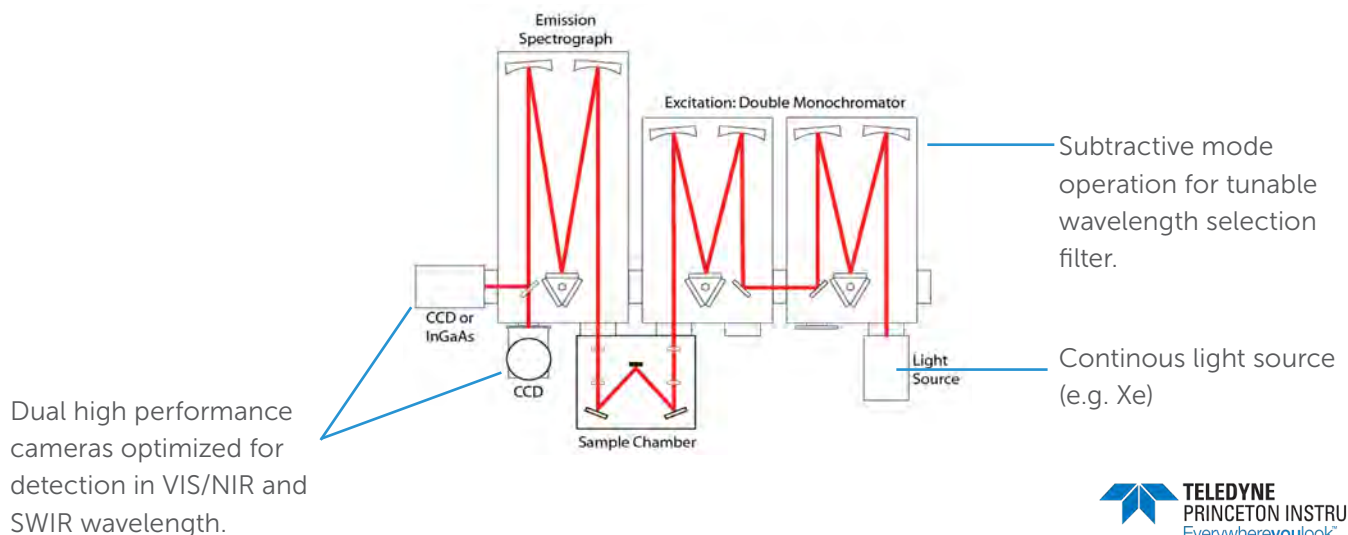 Emission
Spectrograph
Excitation: Double Monochromator
Subtractive mode
operation for tunable
wavelength selection
filter.
CCD or
InGaAs
CCD
Light
Source
Continous light source
(e.g. Xe)
Sample Chamber
Dual high performance
cameras optimized for
detection in VIS/NIR and
SWIR wavelength.
TELEDYNE
PRINCETON INSTRU
Everywhereyoulook™